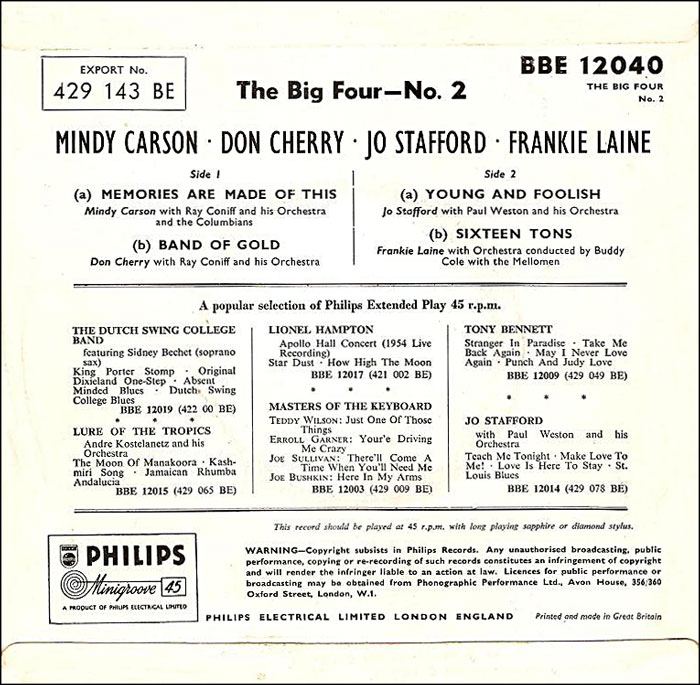 EXPORT No.
429 143 BE
The Big Four—No. 2
BBE 12040
THE BIG FOUR
No. 2
MINDY CARSON · DON CHERRY · JO STAFFORD · FRANKIE LAINE
Side 1
(a) MEMORIES ARE MADE OF THIS
Mindy Carson with Ray Coniff and his Orchestra
and the Columbians
(b) BAND OF GOLD
Don Cherry with Ray Coniff and his Orchestra
Side 2
(a) YOUNG AND FOOLISH
Jo Stafford with Paul Weston and his Orchestra
(b) SIXTEEN TONS
Frankie Laine with Orchestra conducted by Buddy
Cole with the Mellomen
A popular selection of Philips Extended Play 45 r.p.m.
THE DUTCH SWING COLLEGE
BAND
featuring Sidney Bechet (soprano
sax)
King Porter Stomp · Original
Dixieland One-Step · Absent
Minded Blues · Dutch Swing
College Blues
BBE 12019 (422 00 BE)
* * *
LURE OF THE TROPICS
Andre Kostelanetz and his
Orchestra
The Moon Of Manakoora · Kash-
miri Song · Jamaican Rhumba
Andalucia
BBE 12015 (429 065 BE)
LIONEL HAMPTON
Apollo Hall Concert (1954 Live
Recording)
Star Dust · How High The Moon
BBE 12017 (421 002 BE)
* * *
MASTERS OF THE KEYBOARD
TEDDY WILSON: Just One Of Those
Things
ERROLL GARNER: Your'e Driving
Me Crazy
JOE SULLIVAN: There'll Come A
Time When You'll Need Me
JOE BUSHKIN: Here In My Arms
BBE 12003 (429 009 BE)
TONY BENNETT
Stranger In Paradise · Take Me
Back Again · May I Never Love
Again · Punch And Judy Love
BBE 12009 (429 049 BE)
* * *
JO STAFFORD
with Paul Weston and his
Orchestra
Teach Me Tonight · Make Love To
Me! · Love Is Here To Stay · St.
Louis Blues
BBE 12014 (429 078 BE)
This record should be played at 45 r.p.m. with long playing sapphire or diamond stylus.
PHILIPS
Minigroove 45
A PRODUCT OF PHILIPS ELECTRICAL LIMITED
WARNING—Copyright subsists in Philips Records. Any unauthorised broadcasting, public
performance, copying or re-recording of such records constitutes an infringement of copyright
and will render the infringer liable to an action at law. Licences for public performance or
broadcasting may be obtained from Phonographic Performance Ltd., Avon House, 356/360
Oxford Street, London, W.1.
PHILIPS ELECTRICAL LIMITED LONDON ENGLAND
Printed and made in Great Britain